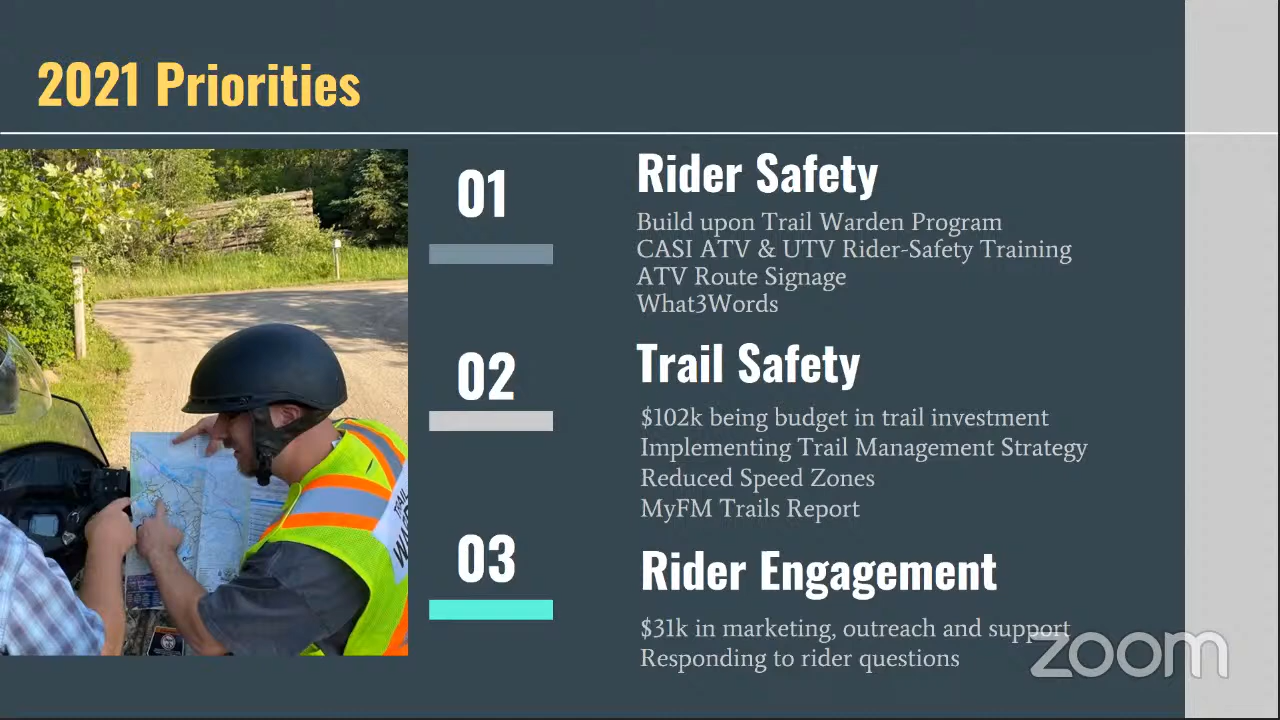 2021 Priorities
01
Rider Safety
Build upon Trail Warden Program
CASI ATV & UTV Rider-Safety Training
ATV Route Signage
What3Words
02
Trail Safety
$102k being budget in trail investment
Implementing Trail Management Strategy
Reduced Speed Zones
MyFM Trails Report
03
Rider Engagement
$31k in marketing, outreach and support
Responding to rider questions
zoom
TRAIL